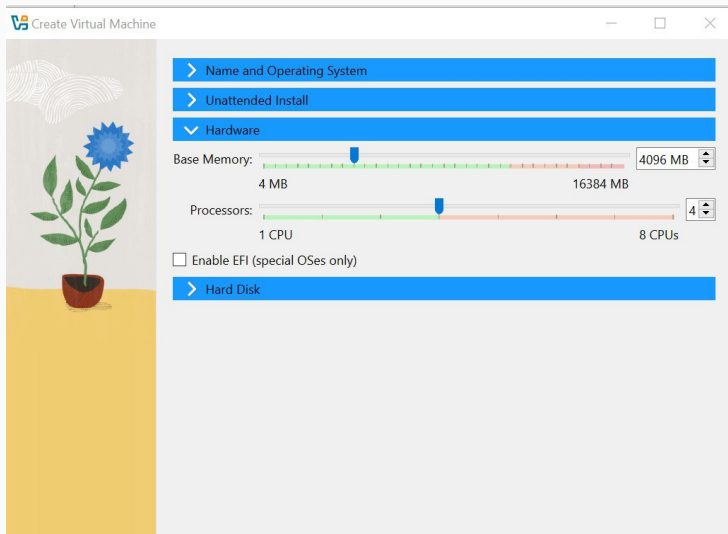 Create Virtual Machine
Name and Operating System
Unattended Install
Hardware
Base Memory: 4096 MB
4 MB 16384 MB
Processors: 4
1 CPU 8 CPUs
Enable EFI (special OSes only)
Hard Disk